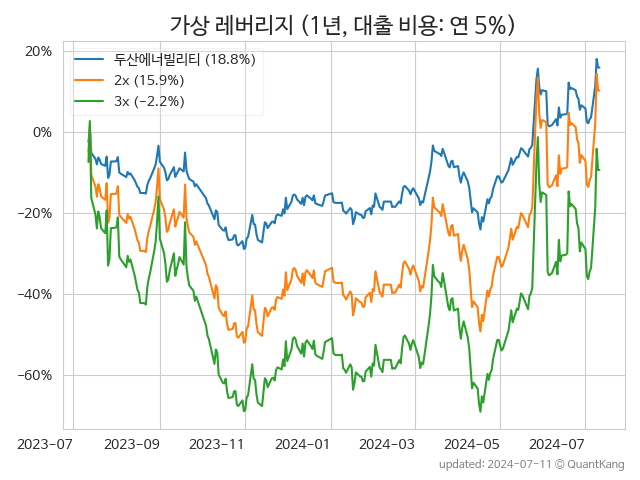 가상 레버리지 (1년, 대출 비용: 연 5%)
20%
0%
−20%
−40%
−60%
두산에너빌리티 (18.8%)
2x (15.9%)
3x (−2.2%)
2023-07
2023-09
2023-11
2024-01
2024-03
2024-05
2024-07
updated: 2024-07-11 © QuantKang